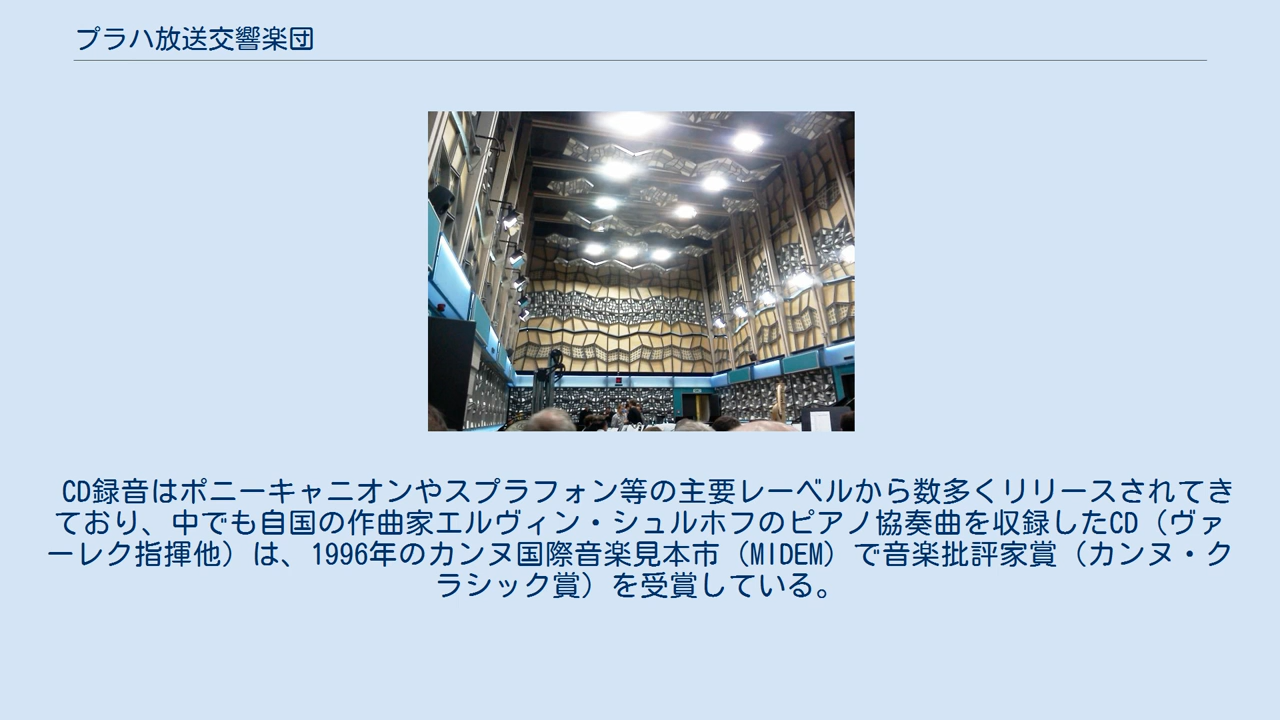 プラハ放送交響楽団
CD録音はポニーキャニオンやスプラフォン等の主要レーベルから数多くリリースされてき
ており、中でも自国の作曲家エルヴィン・シュルホフのピアノ協奏曲を収録したCD（ヴァ
ーレク指揮他）は、1996年のカンヌ国際音楽見本市（MIDEM）で音楽批評家賞（カンヌ・ク
ラシック賞）を受賞している。